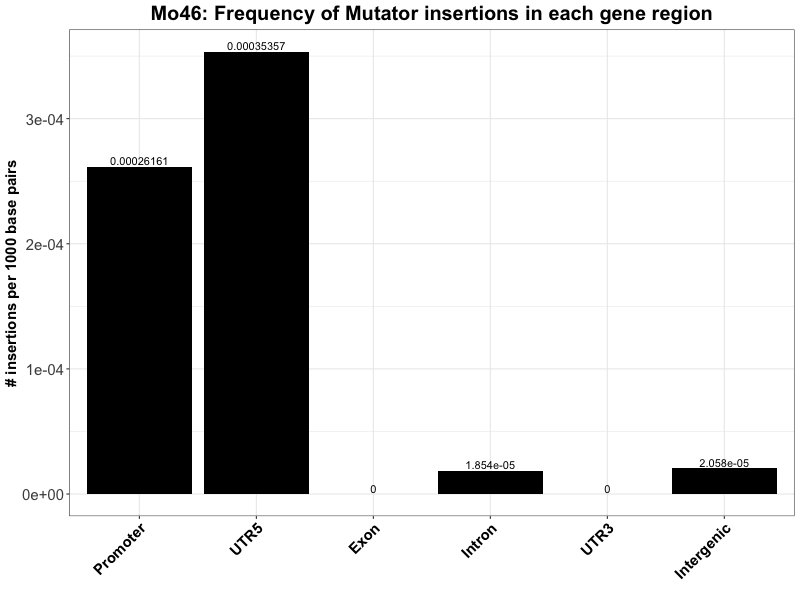 Mo46: Frequency of Mutator insertions in each gene region
# insertions per 1000 base pairs
3e-04
2e-04
1e-04
0e+00
0.00026161
0.00035357
0
1.854e-05
0
2.058e-05
Promoter
UTR5
Exon
Intron
UTR3
Intergenic